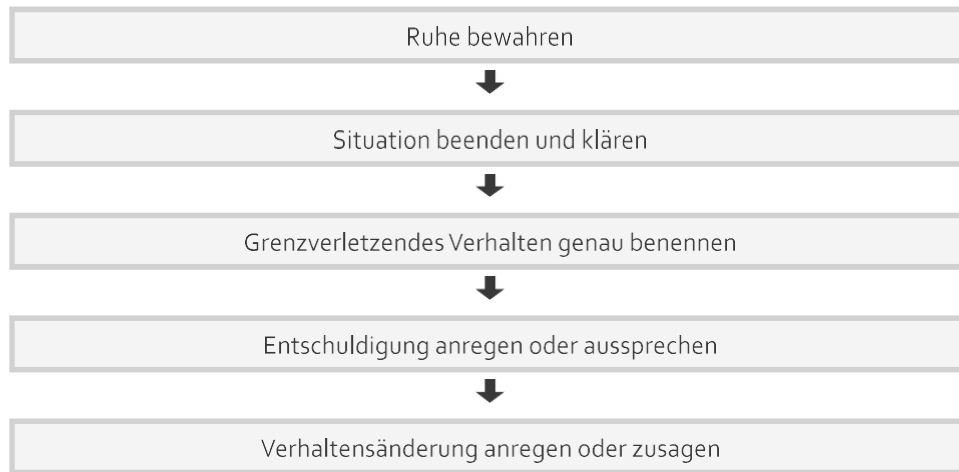 Ruhe bewahren
Situation beenden und klären
Grenzverletzendes Verhalten genau benennen
Entschuldigung anregen oder aussprechen
Verhaltensänderung anregen oder zusagen